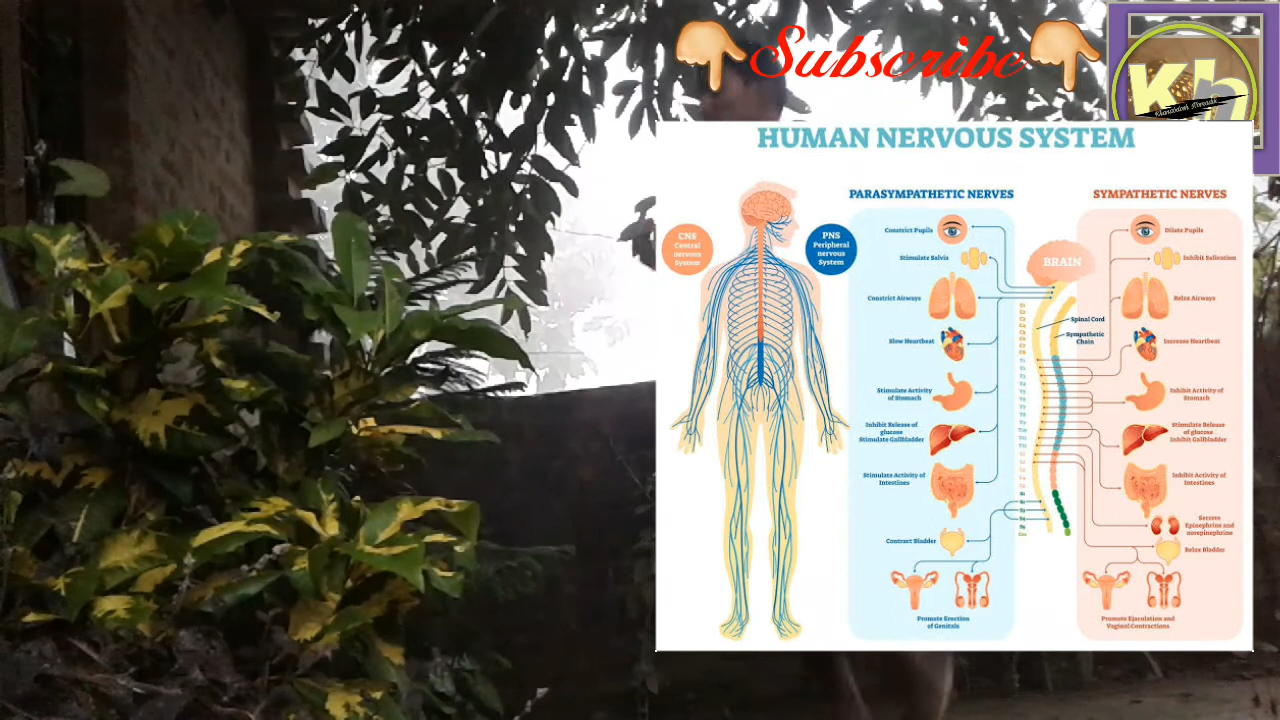 Subscribe
Kh
HUMAN NERVOUS SYSTEM
PARASYMPATHETIC NERVES
SYMPATHETIC NERVES
CNS
Central
nervous
System
PNS
Peripheral
nervous
System
Constrict Pupils
Stimulate Salvia
Constrict Airways
Slow Heartbeat
Stimulate Activity
of Stomach
Inhibit Release of
glucose
Stimulate Gallbladder
Stimulate Activity of
Intestines
Contract Bladder
Promote Erection
of Genitals
BRAIN
Spinal Cord
Sympathetic
Chain
Dilate Pupils
Inhibit Salivation
Relax Airways
Increase Heartbeat
Inhibit Activity of
Stomach
Stimulate Release
of glucose
Inhibit Gallbladder
Inhibit Activity of
Intestines
Secrete
Epinephrine and
norepinephrine
Relax Bladder
Promote Ejaculation and
Vaginal Contractions